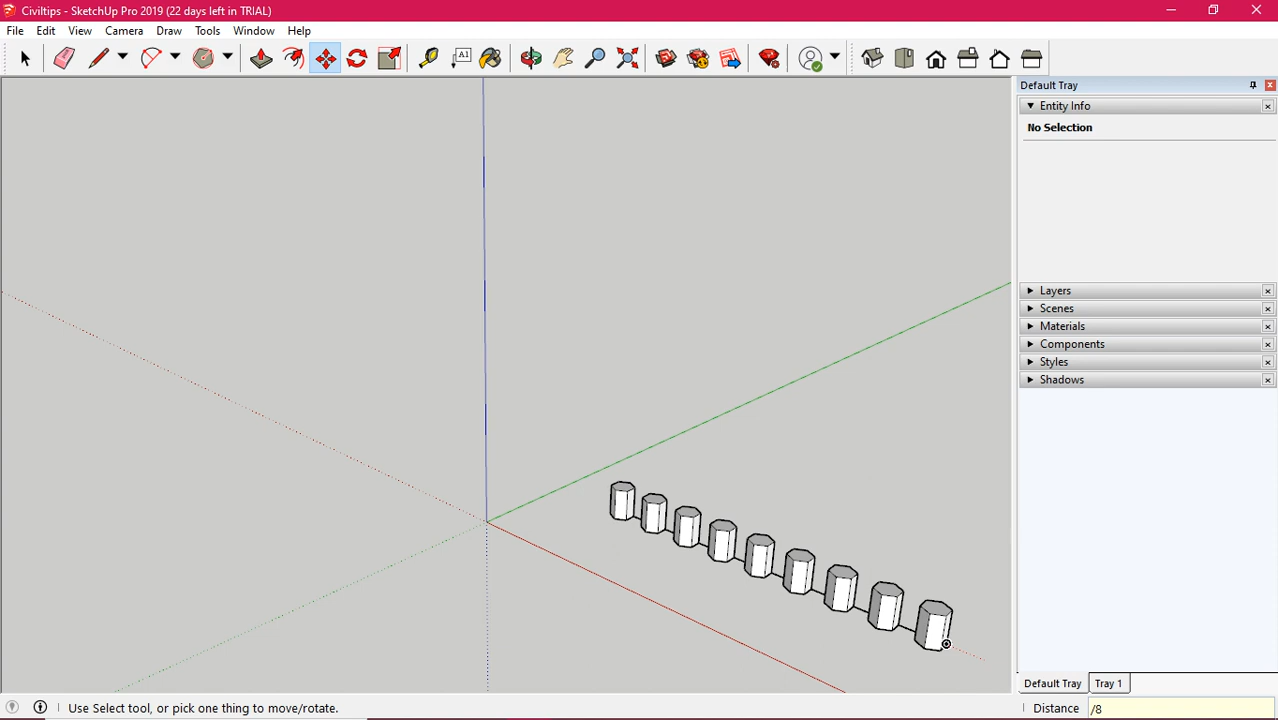 Civiltips - SketchUp Pro 2019 (22 days left in TRIAL)
File Edit View Camera Draw Tools Window Help
A1
Default Tray
Entity Info
No Selection
Layers
Scenes
Materials
Components
Styles
Shadows
Default Tray Tray 1
Use Select tool, or pick one thing to move/rotate.
Distance /8